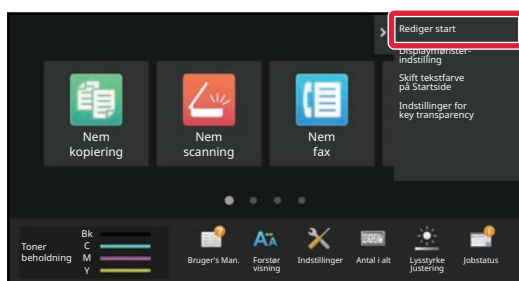 Rediger start
Displaymønster-
indstilling
Skift tekstfarve
på Startside
Indstillinger for
key transparency
Nem
kopiering
Nem
scanning
Nem
fax
Toner
beholdning
Bk
C
M
Y
Bruger's Man.
Forstør
visning
Indstillinger
Antal i alt
Lysstyrke
Justering
Jobstatus